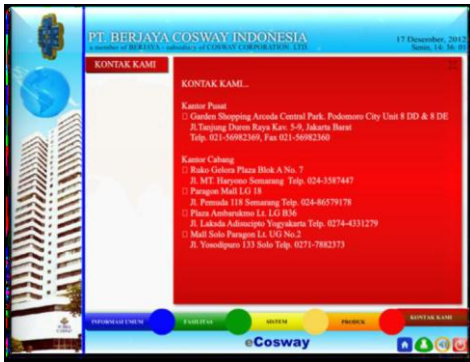 PT. BERJAYA COSWAY INDONESIA
a member of BERJAYA - subsidiary of COSWAY CORPORATION. LTD.
17 Desember, 2012
Senin, 14: 36: 01
KONTAK KAMI
KONTAK KAMI...
Kantor Pusat
Garden Shopping Arceda Central Park. Podomoro City Unit 8 DD & 8 DE
Jl.Tanjung Duren Raya Kav. 5-9, Jakarta Barat
Telp. 021-56982369, Fax 021-56982360
Kantor Cabang
Ruko Gelora Plaza Blok A No. 7
Jl. MT. Haryono Semarang Telp. 024-3587447
Paragon Mall LG 18
Jl. Pemuda 118 Semarang Telp. 024-86579178
Plaza Ambarukmo Lt. LG B36
Jl. Laksda Adisucipto Yogyakarta Telp. 0274-4331279
Mall Solo Paragon Lt. UG No.2
Jl. Yosodipuro 133 Solo Telp. 0271-7882373
INFORMASI UMUM
FASILITAS
SISTEM
PRODUK
KONTAK KAMI
eCosway